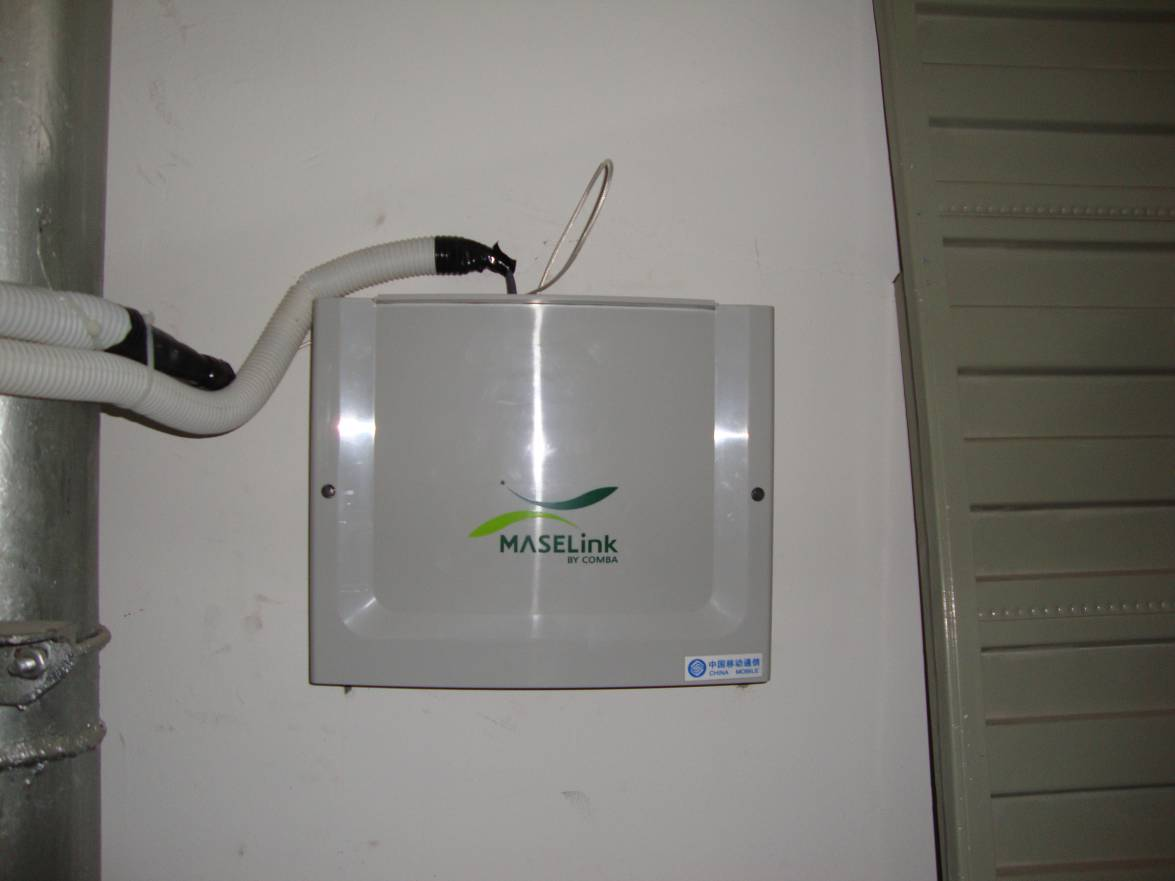 MASELink
BY COMBA
中国移动通信
CHINA MOBILE